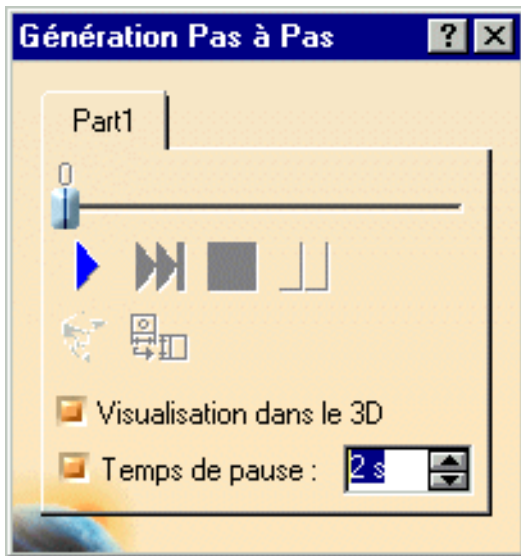 Génération Pas à Pas ? X
Part1
0
Visualisation dans le 3D
Temps de pause : 2 s